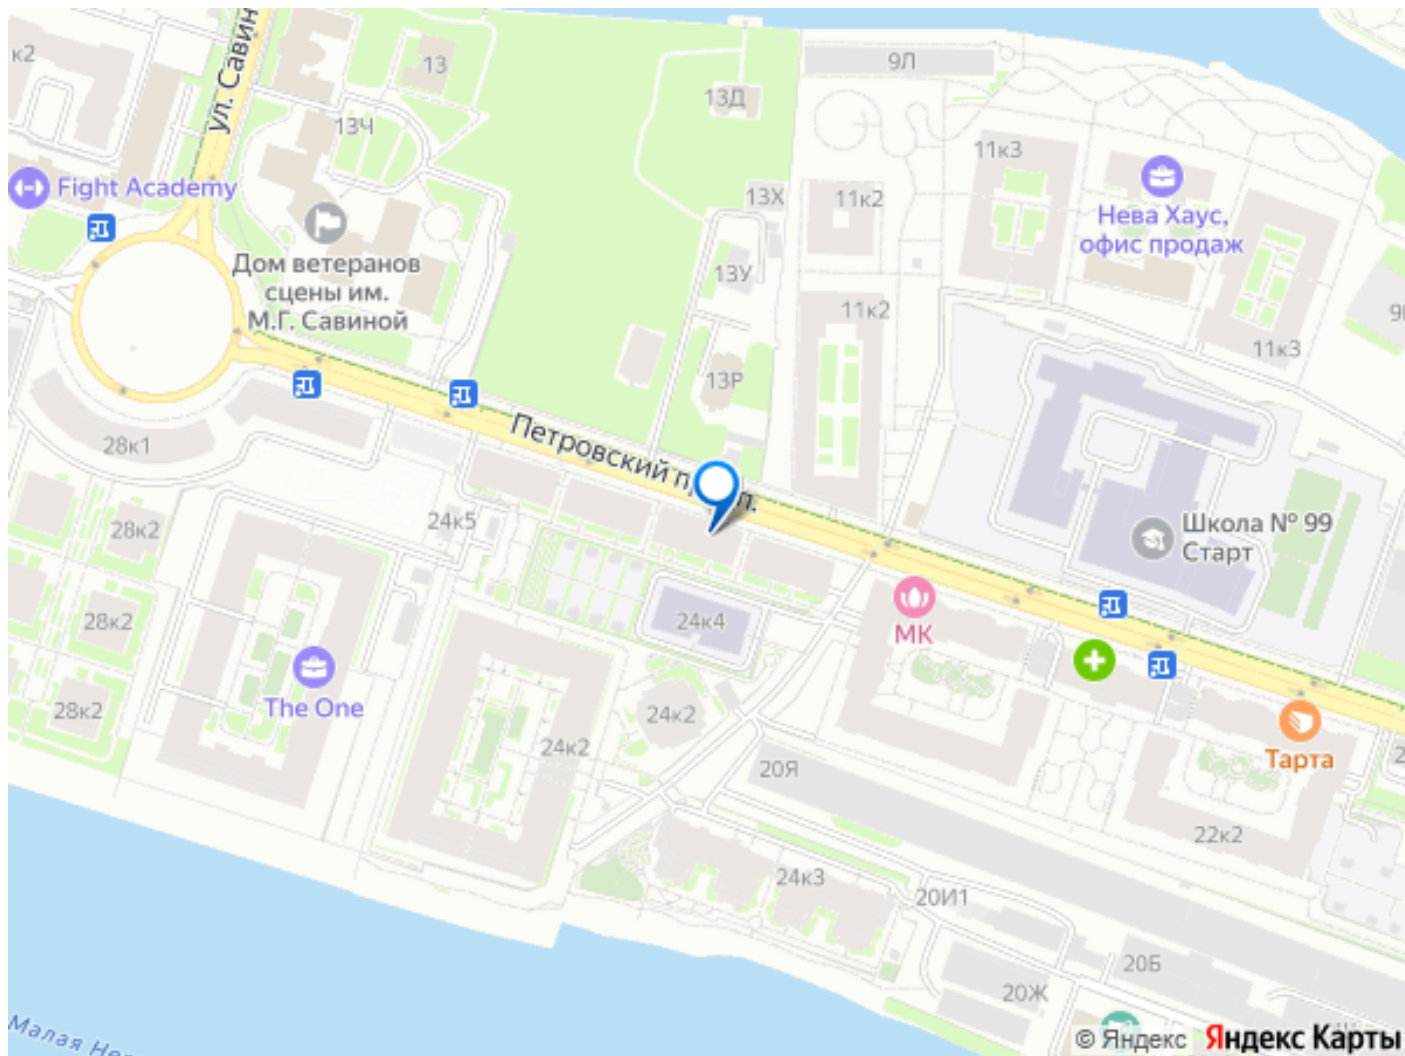 к2
ул. Савин
13
9Л
13Д
13Ч
11к3
Fight Academy
13Х
11к2
Нева Хаус,
офис продаж
Дом ветеранов
сцены им.
М.Г. Савиной
13У
11к2
11к3
13Р
28к1
Петровский
24к5
28к2
Школа № 99
Старт
28к2
24к4
МК
28к2
The One
24к2
24к2
20Я
Тарта
22к2
24к3
20И1
20Б
20Ж
Малая
© Яндекс
Яндекс Карты